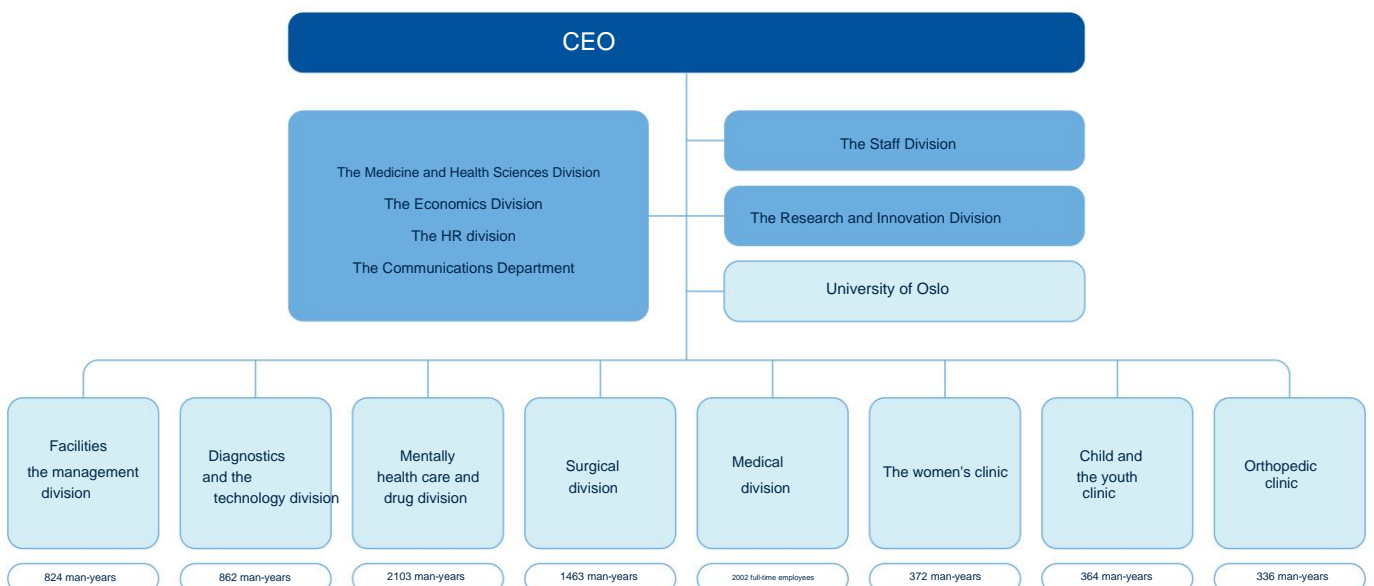 CEO
The Medicine and Health Sciences Division
The Economics Division
The HR division
The Communications Department
The Staff Division
The Research and Innovation Division
University of Oslo
Facilities
the management
division
Diagnostics
and the
technology division
Mentally
health care and
drug division
Surgical
division
Medical
division
The women's clinic
Child and
the youth
clinic
Orthopedic
clinic
824 man-years
862 man-years
2103 man-years
1463 man-years
2002 full-time employees
372 man-years
364 man-years
336 man-years